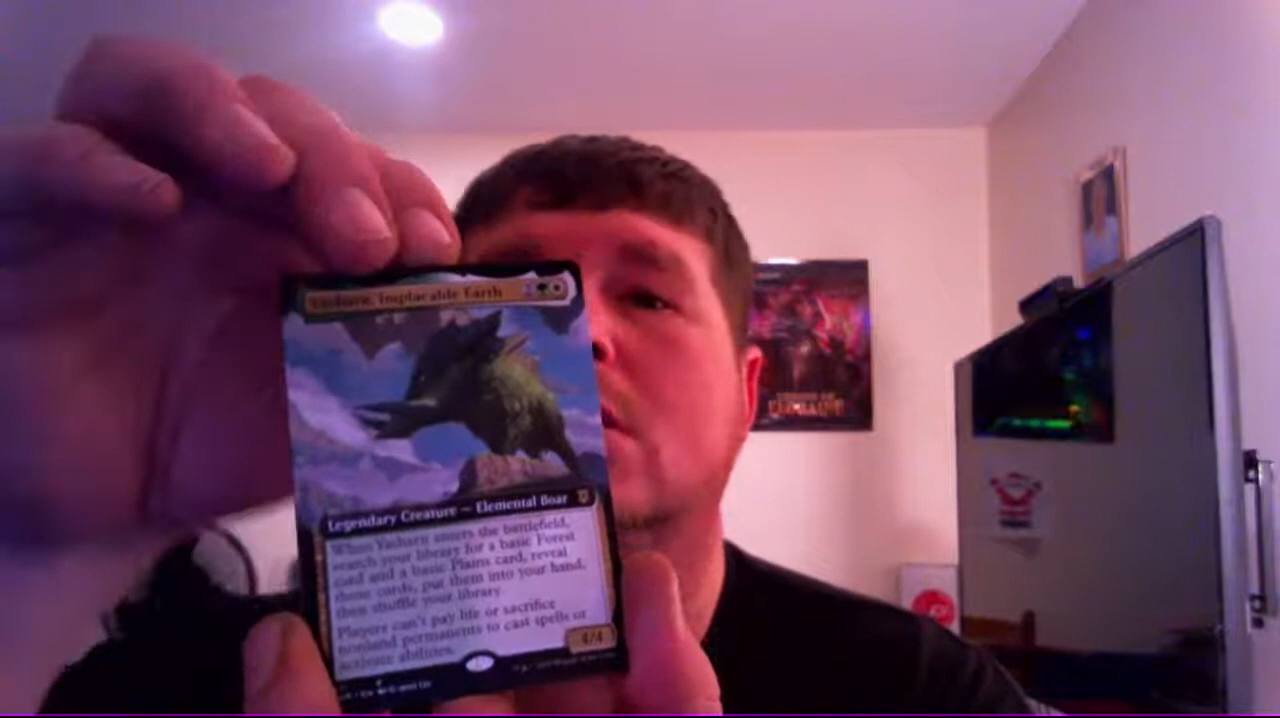 Yasharn, Implacable Earth
Legendary Creature — Elemental Boar
When Yasharn enters the battlefield,
search your library for a basic Forest
card and a basic Plains card, reveal
those cards, put them into your hand,
then shuffle your library.
Players can't pay life or sacrifice
nonland permanents to cast spells or
activate abilities.
4/4